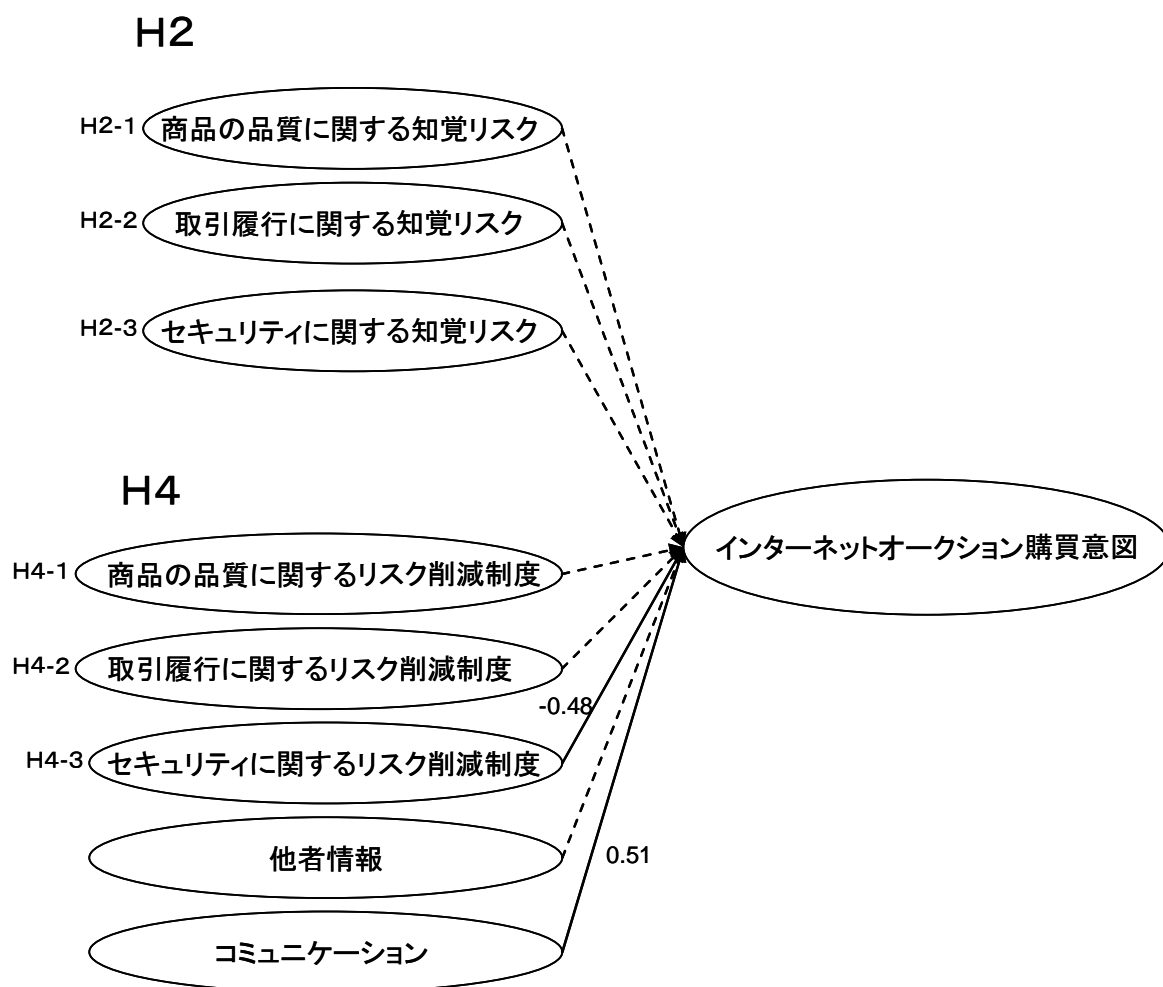 H2
H2-1 商品の品質に関する知覚リスク
H2-2 取引履行に関する知覚リスク
H2-3 セキュリティに関する知覚リスク
H4
インターネットオークション購買意図
H4-1 商品の品質に関するリスク削減制度
H4-2 取引履行に関するリスク削減制度
-0.48
H4-3 セキュリティに関するリスク削減制度
他者情報
0.51
コミュニケーション